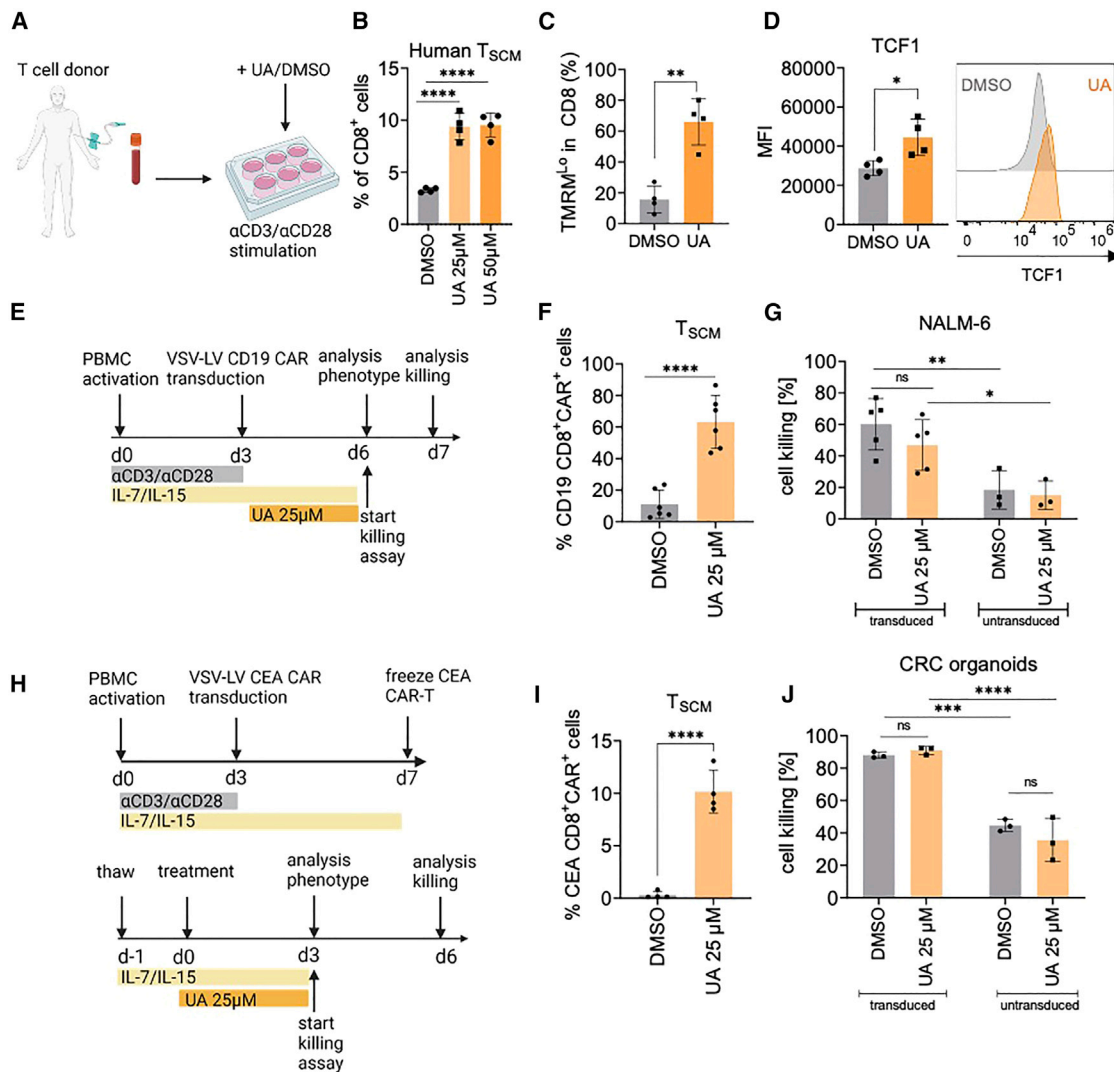 A
T cell donor
+ UA/DMSO
αCD3/αCD28
stimulation
B
Human TSCM
****
****
% of CD8+ cells
15
10
5
0
DMSO
UA 25µM
UA 50µM
C
**
TMRMLo in CD8 (%)
100
80
60
40
20
0
DMSO UA
D
TCF1
*
MFI
80000
60000
40000
20000
0
DMSO UA
DMSO
UA
0 10^4 10^5 10^6
TCF1
E
PBMC
activation
VSV-LV CD19 CAR
transduction
analysis
phenotype
analysis
killing
d0
d3
d6
d7
αCD3/αCD28
IL-7/IL-15
UA 25µM
start
killing
assay
F
TSCM
****
% CD19 CD8+CAR+ cells
100
80
60
40
20
0
DMSO
UA 25 µM
G
NALM-6
**
ns
*
cell killing [%]
100
80
60
40
20
0
DMSO
UA 25 µM
DMSO
UA 25 µM
transduced
untransduced
H
PBMC
activation
VSV-LV CEA CAR
transduction
freeze CEA
CAR-T
d0
d3
d7
αCD3/αCD28
IL-7/IL-15
thaw
treatment
analysis
phenotype
analysis
killing
d-1
d0
d3
d6
IL-7/IL-15
UA 25µM
start
killing
assay
I
TSCM
****
% CEA CD8+CAR+ cells
15
10
5
0
DMSO
UA 25 µM
J
CRC organoids
****
***
ns
ns
cell killing [%]
100
80
60
40
20
0
DMSO
UA 25 µM
DMSO
UA 25 µM
transduced
untransduced